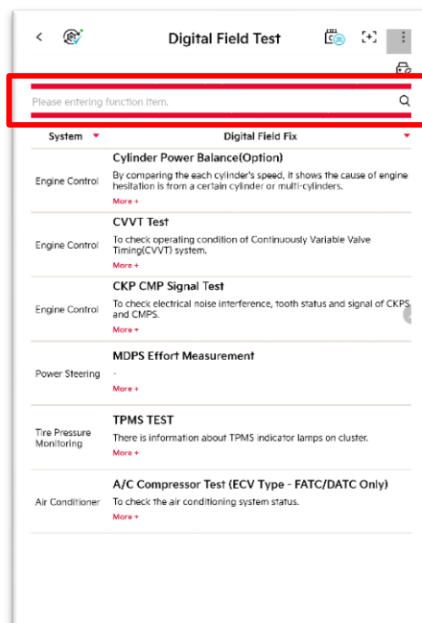 Digital Field Test
Please entering function item.
System
Digital Field Fix
Cylinder Power Balance(Option)
Engine Control
By comparing the each cylinder's speed, it shows the cause of engine
hesitation is from a certain cylinder or multi-cylinders.
More +
CVVT Test
Engine Control
To check operating condition of Continuously Variable Valve
Timing(CVVT) system.
More +
CKP CMP Signal Test
Engine Control
To check electrical noise interference, tooth status and signal of CKPS
and CMPS.
More +
MDPS Effort Measurement
Power Steering
-
More +
TPMS TEST
Tire Pressure
Monitoring
There is information about TPMS indicator lamps on cluster.
More +
A/C Compressor Test (ECV Type - FATC/DATC Only)
Air Conditioner
To check the air conditioning system status.
More +